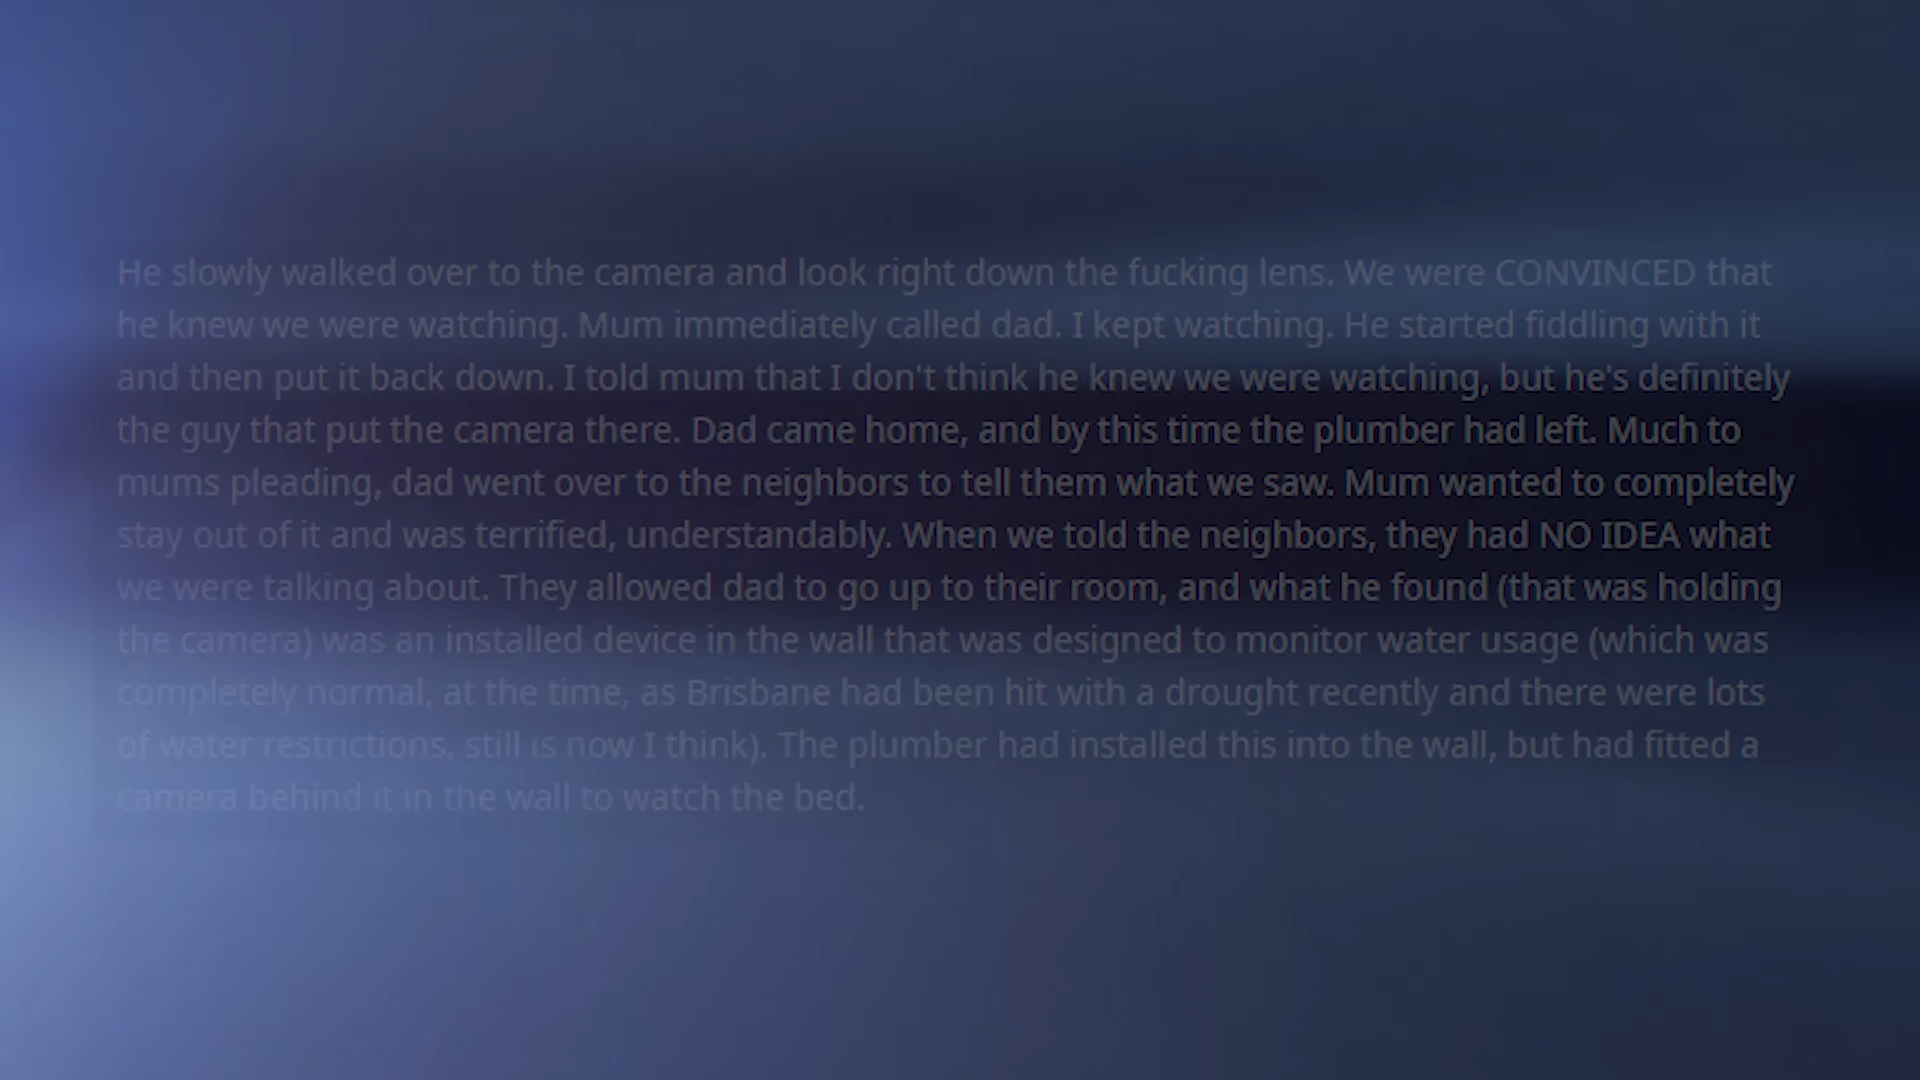 He slowly walked over to the camera and look right down the fucking lens. We were CONVINCED that
he knew we were watching. Mum immediately called dad. I kept watching. He started fiddling with it
and then put it back down. I told mum that I don't think he knew we were watching, but he's definitely
the guy that put the camera there. Dad came home, and by this time the plumber had left. Much to
mums pleading, dad went over to the neighbors to tell them what we saw. Mum wanted to completely
stay out of it and was terrified, understandably. When we told the neighbors, they had NO IDEA what
we were talking about. They allowed dad to go up to their room, and what he found (that was holding
the camera) was an installed device in the wall that was designed to monitor water usage (which was
completely normal, at the time, as Brisbane had been hit with a drought recently and there were lots
of water restrictions, still is now I think). The plumber had installed this into the wall, but had fitted a
camera behind it in the wall to watch the bed.